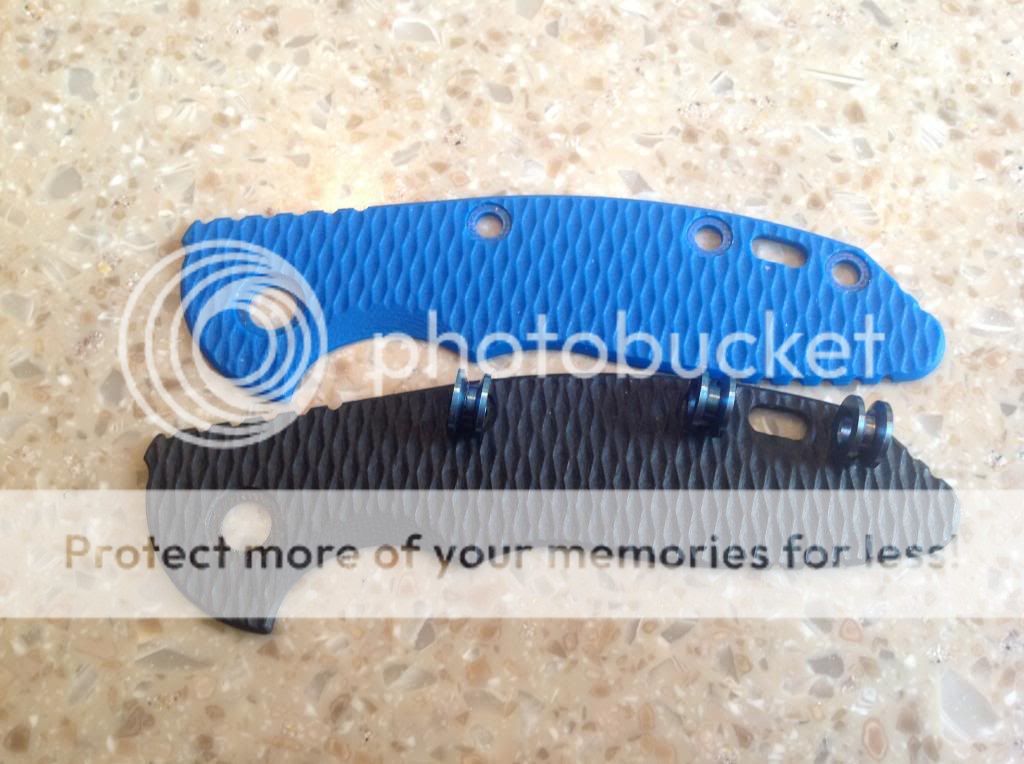 photobucket
Protect more of your memories for less!